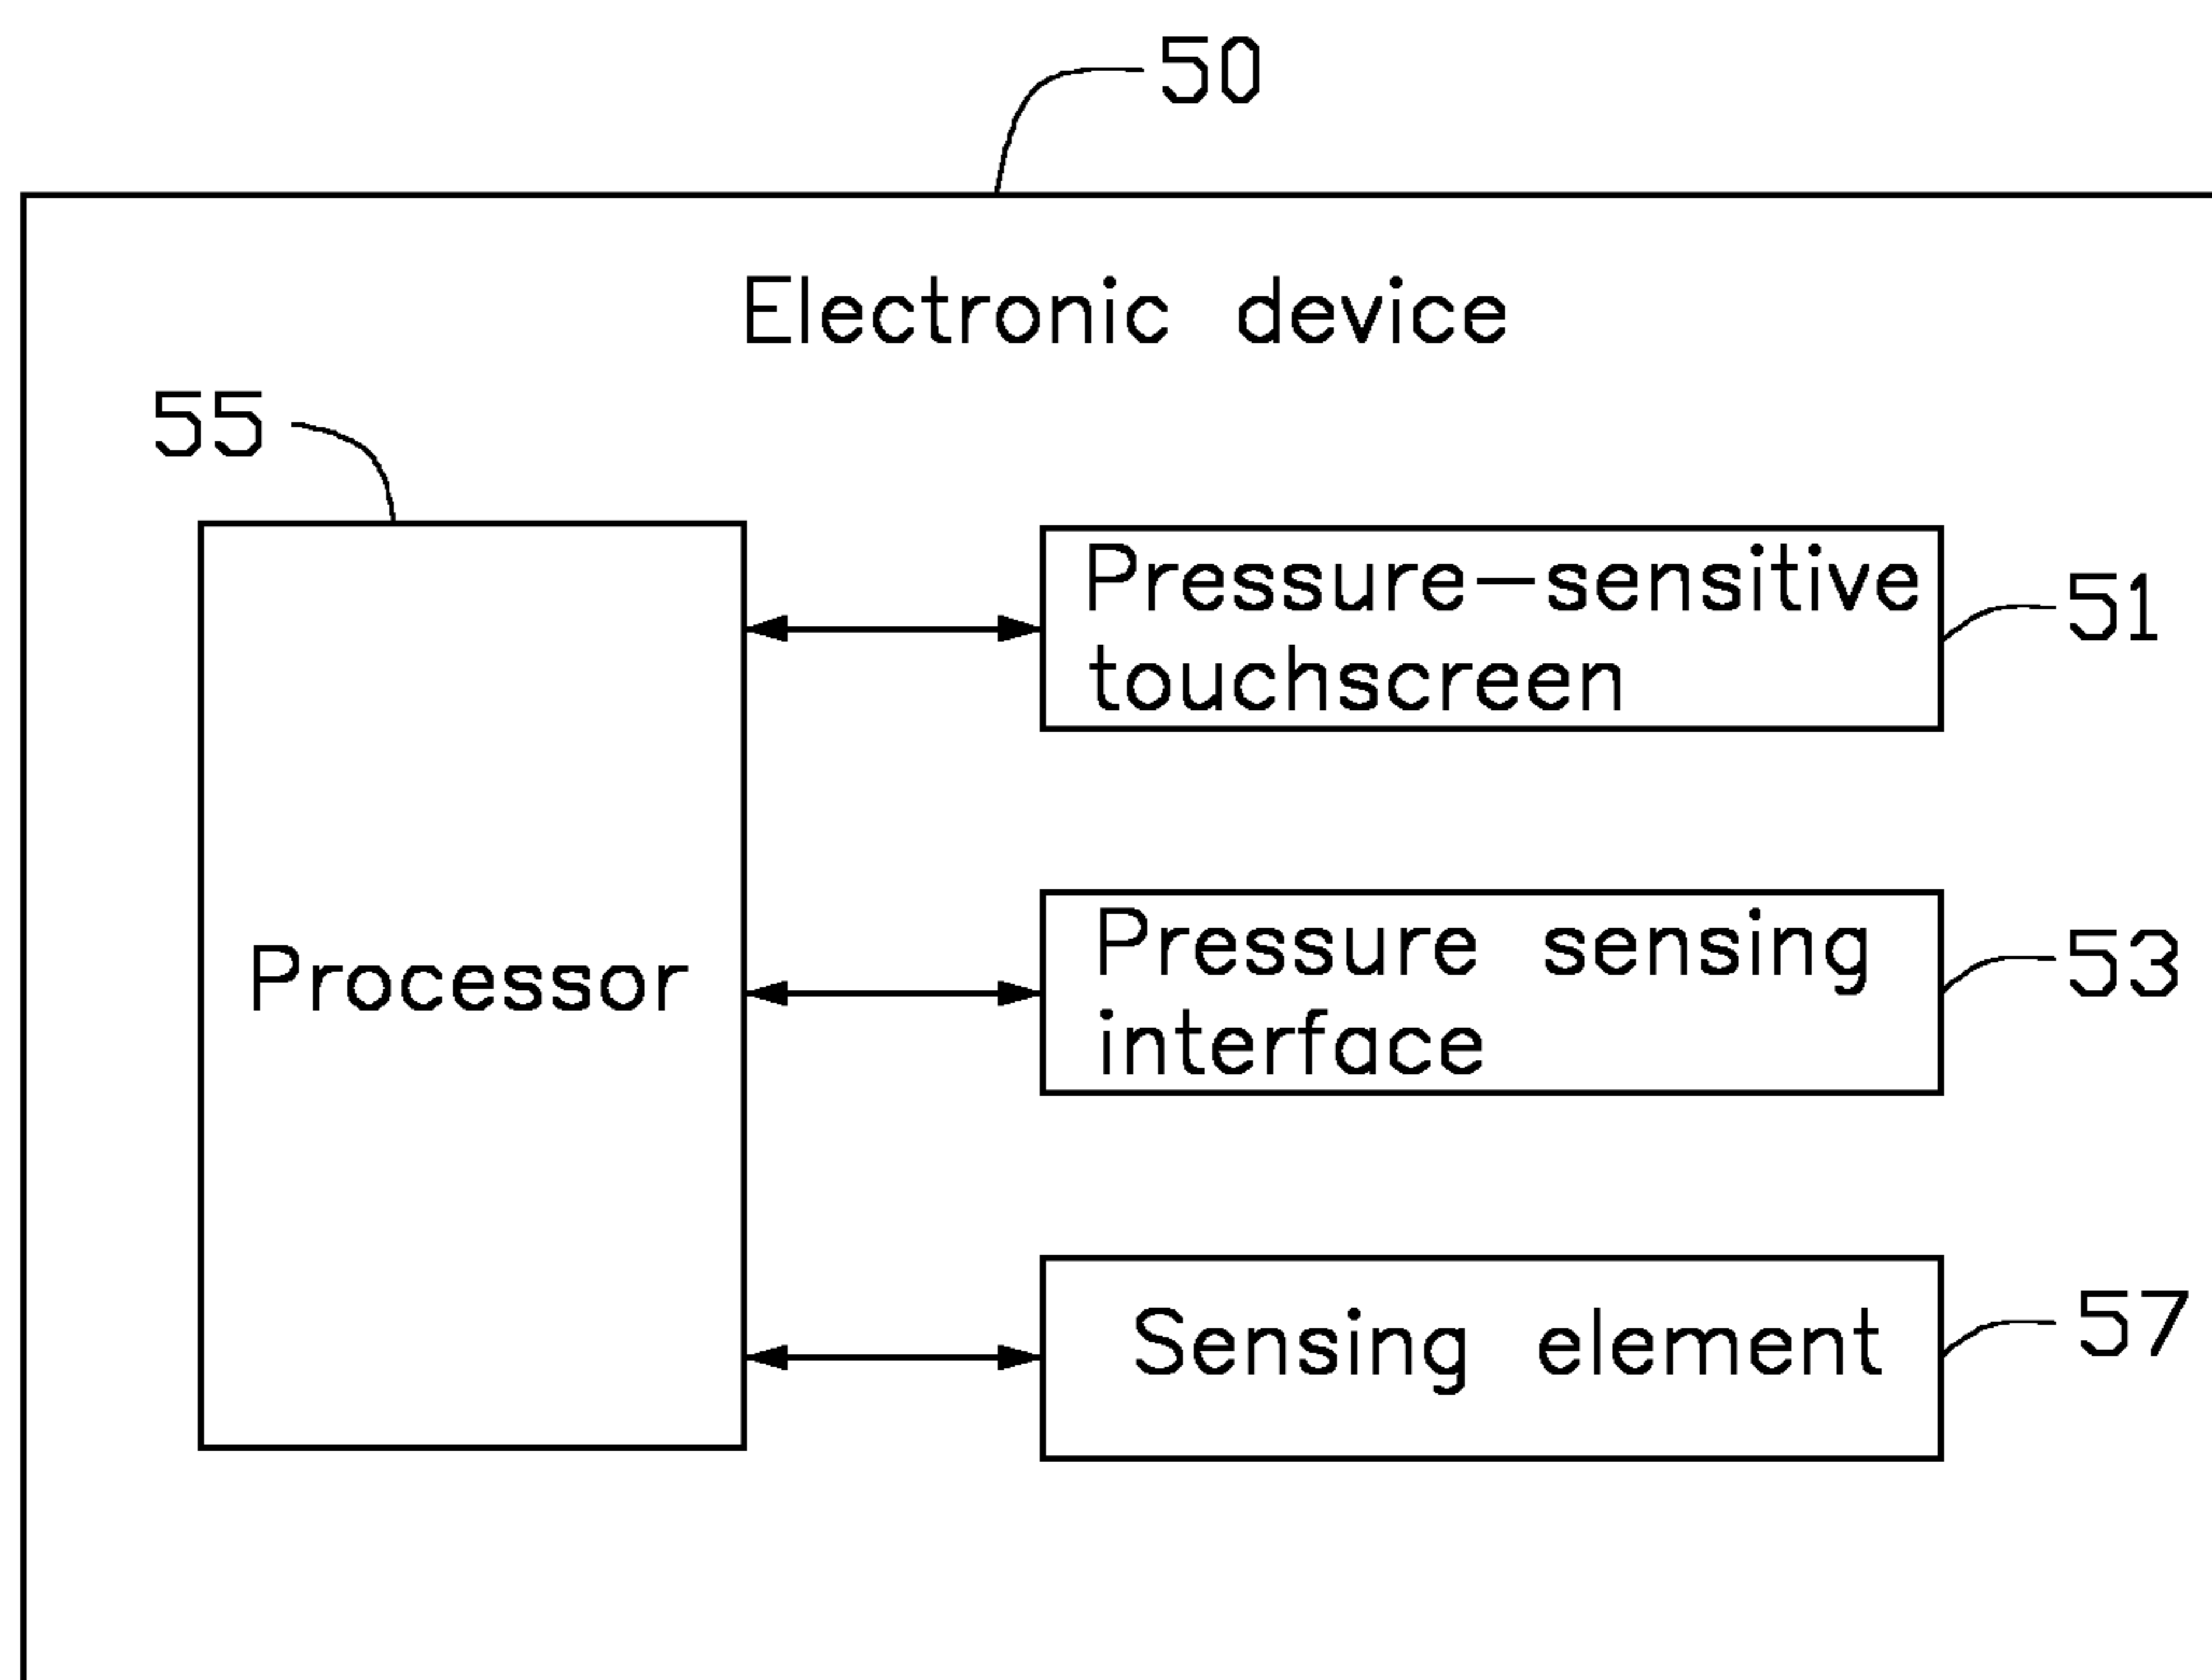 50
Electronic device
55
Pressure-sensitive
touchscreen
51
Processor
Pressure sensing
interface
53
Sensing element
57